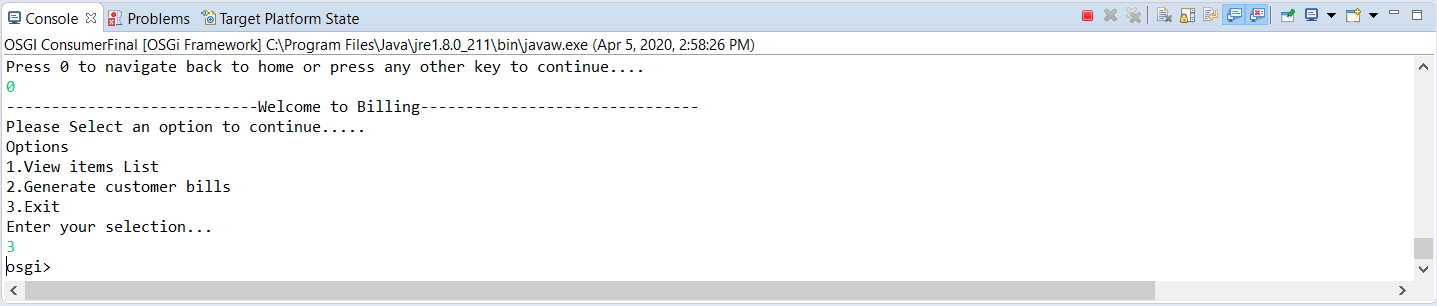 Console Problems Target Platform State
OSGI ConsumerFinal [OSGi Framework] C:\Program Files\Java\jre1.8.0_211\bin\javaw.exe (Apr 5, 2020, 2:58:26 PM)
Press 0 to navigate back to home or press any other key to continue....
0
----------------------------Welcome to Billing-------------------------------
Please Select an option to continue.....
Options
1.View items List
2.Generate customer bills
3.Exit
Enter your selection...
3
osgi>